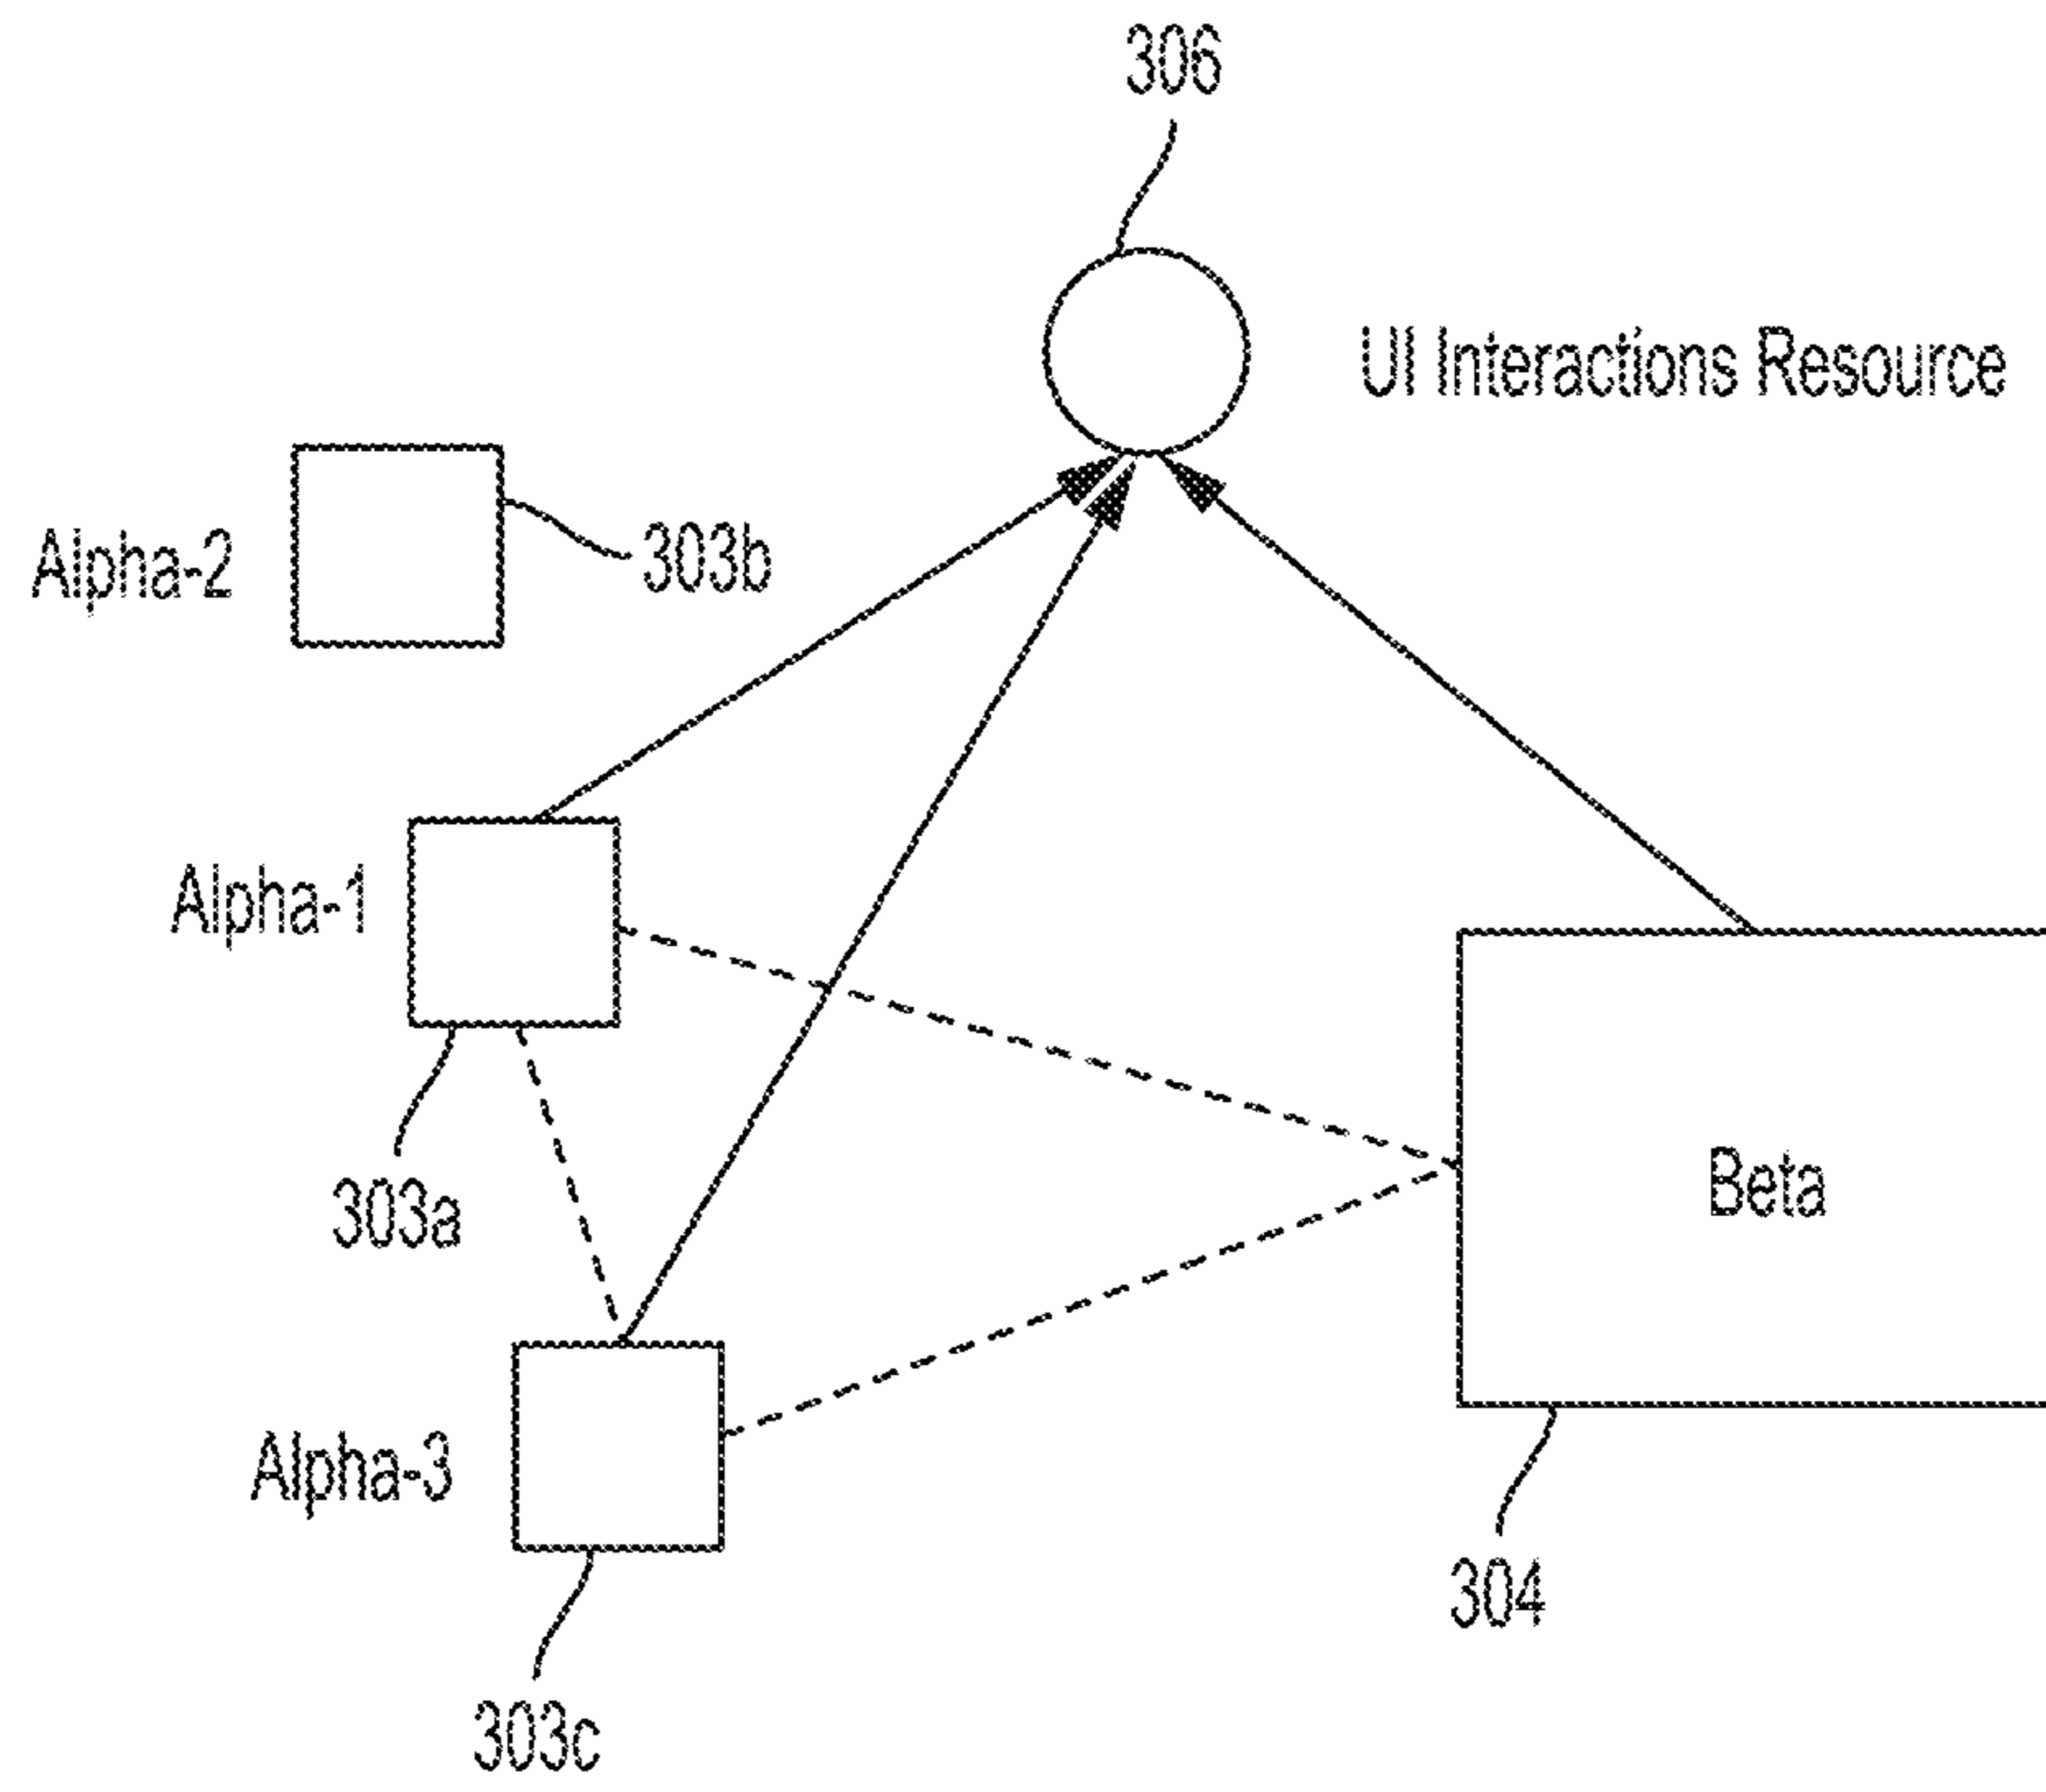 306
UI Interactions Resource
Alpha-2
303b
Alpha-1
Beta
303a
Alpha-3
304
303c